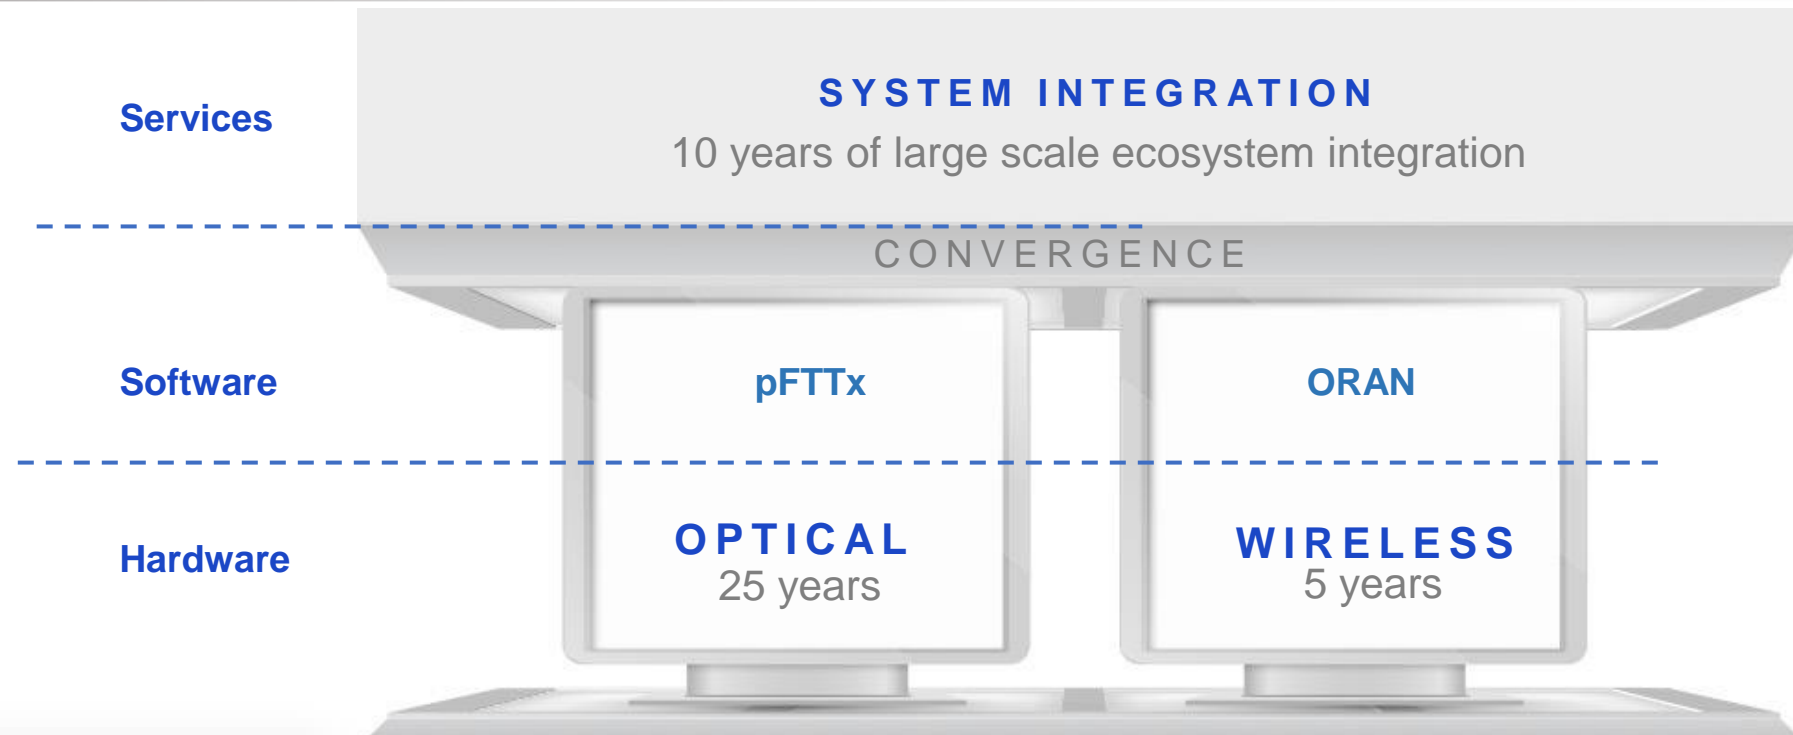 Services
SYSTEM INTEGRATION
10 years of large scale ecosystem integration
CONVERGENCE
Software
pFTTx
ORAN
Hardware
OPTICAL
25 years
WIRELESS
5 years